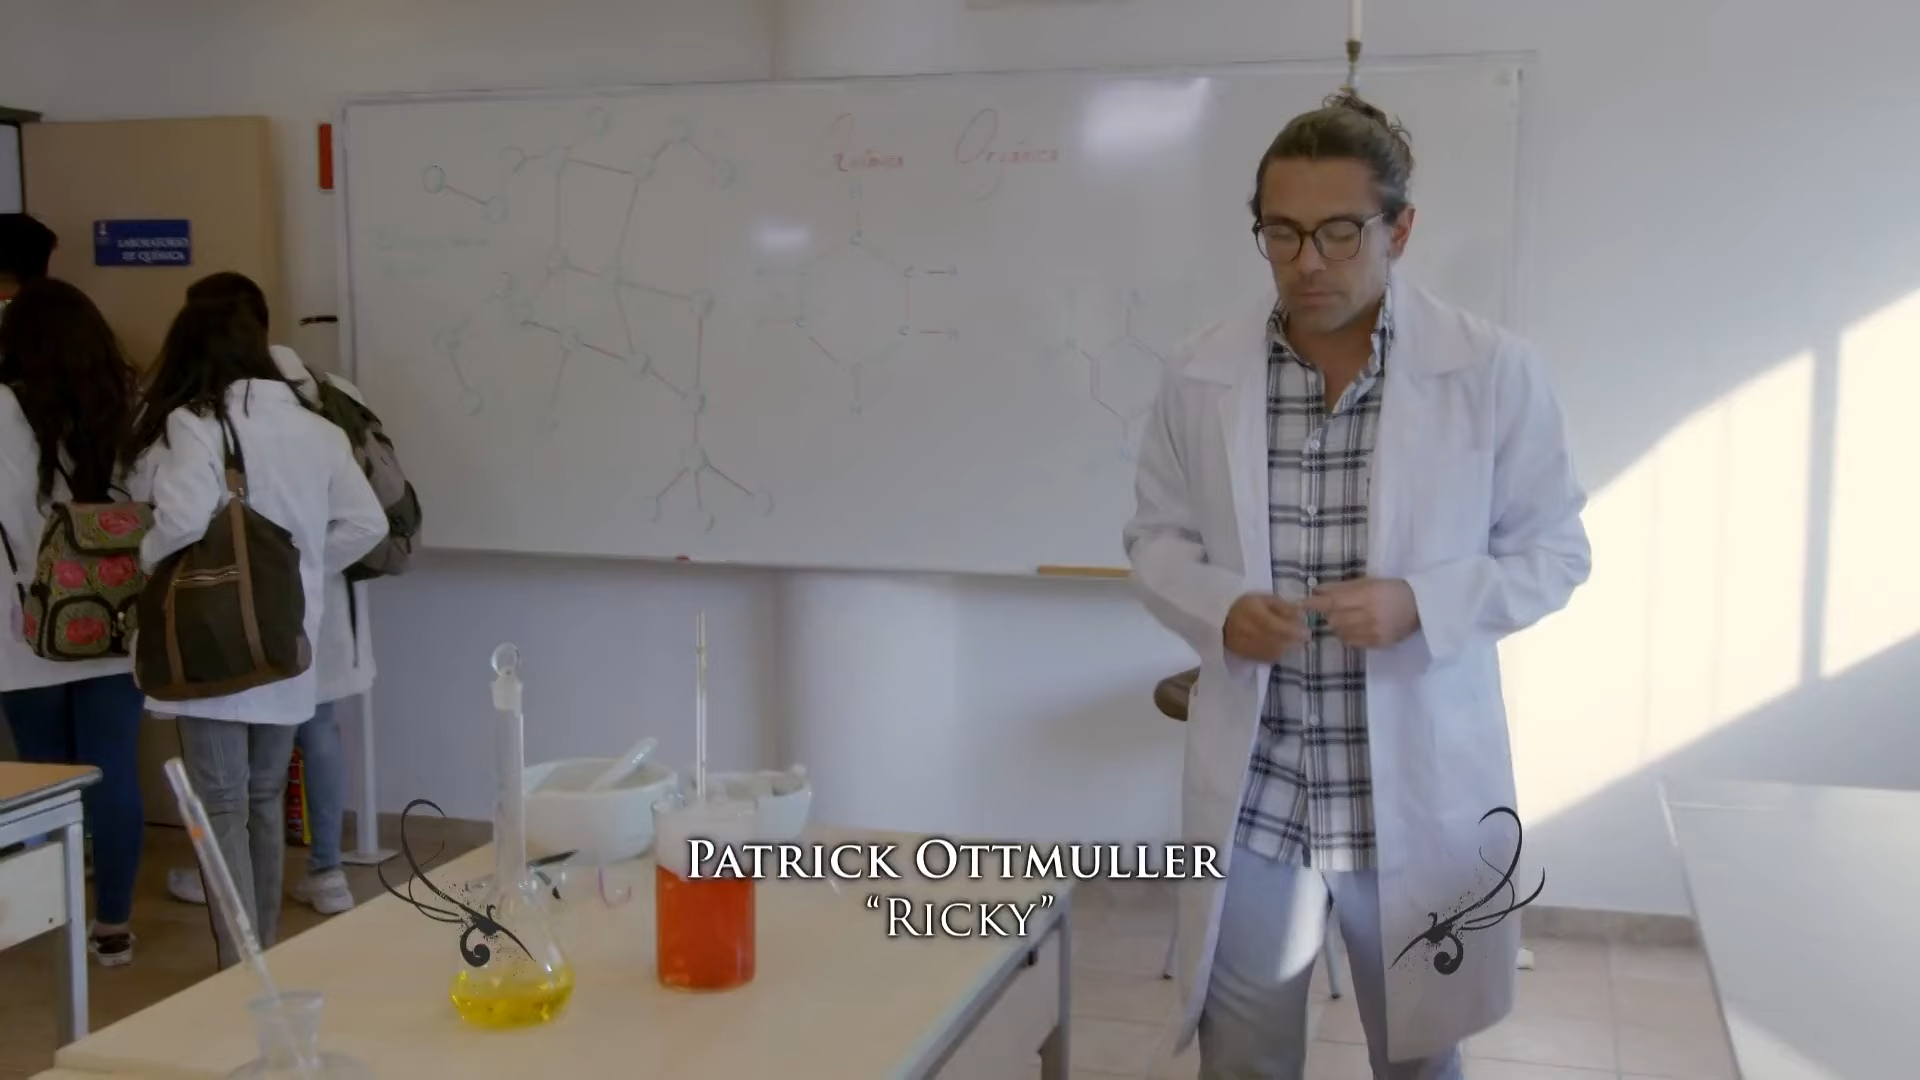 Química Orgánica
LABORATORIO
DE QUÍMICA
PATRICK OTTMULLER
“RICKY”